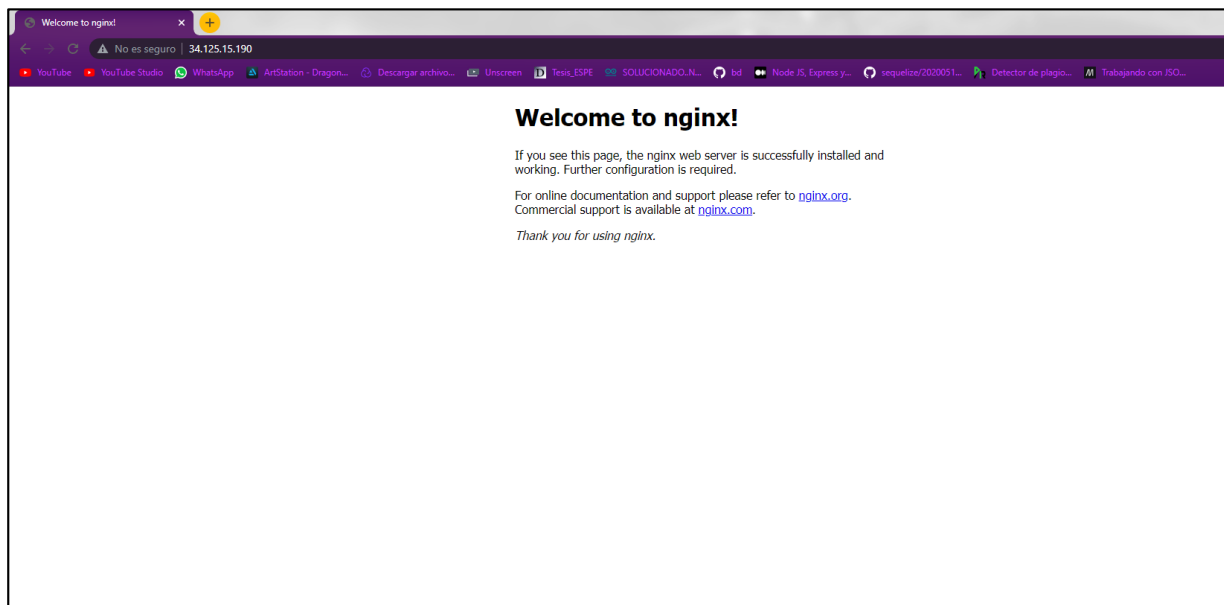 Welcome to nginx!
No es seguro | 34.125.15.190
YouTube YouTube Studio WhatsApp ArtStation - Dragon... Descargar archivo... Unscreen Tesis_ESPE SOLUCIONADO..N... bd Node JS, Express y... sequelize/2020051... Detector de plagio... Trabajando con JSO...
Welcome to nginx!
If you see this page, the nginx web server is successfully installed and
working. Further configuration is required.
For online documentation and support please refer to nginx.org.
Commercial support is available at nginx.com.
Thank you for using nginx.